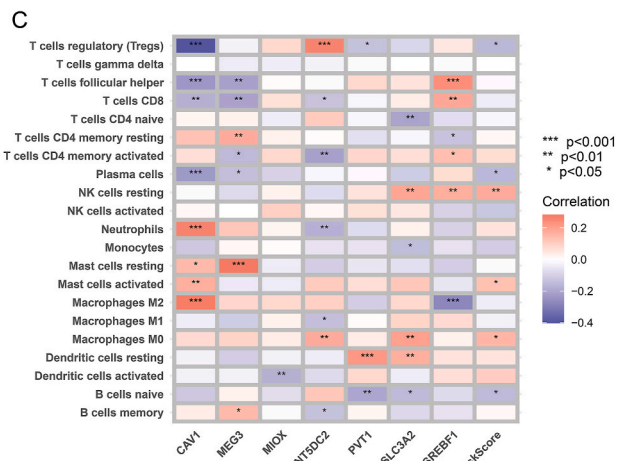 C
T cells regulatory (Tregs) *** *** * *
T cells gamma delta
T cells follicular helper *** ** ***
T cells CD8 ** ** * **
T cells CD4 naive **
T cells CD4 memory resting ** *
T cells CD4 memory activated * ** *
Plasma cells *** * *
NK cells resting ** ** **
NK cells activated
Neutrophils *** **
Monocytes *
Mast cells resting * ***
Mast cells activated ** *
Macrophages M2 *** ***
Macrophages M1 *
Macrophages M0 ** ** *
Dendritic cells resting *** **
Dendritic cells activated **
B cells naive ** * *
B cells memory * *
CAV1
MEG3
MIOX
NT5DC2
PVT1
SLC3A2
SREBF1
*** p<0.001
** p<0.01
* p<0.05
Correlation
0.2
0.0
−0.2
−0.4